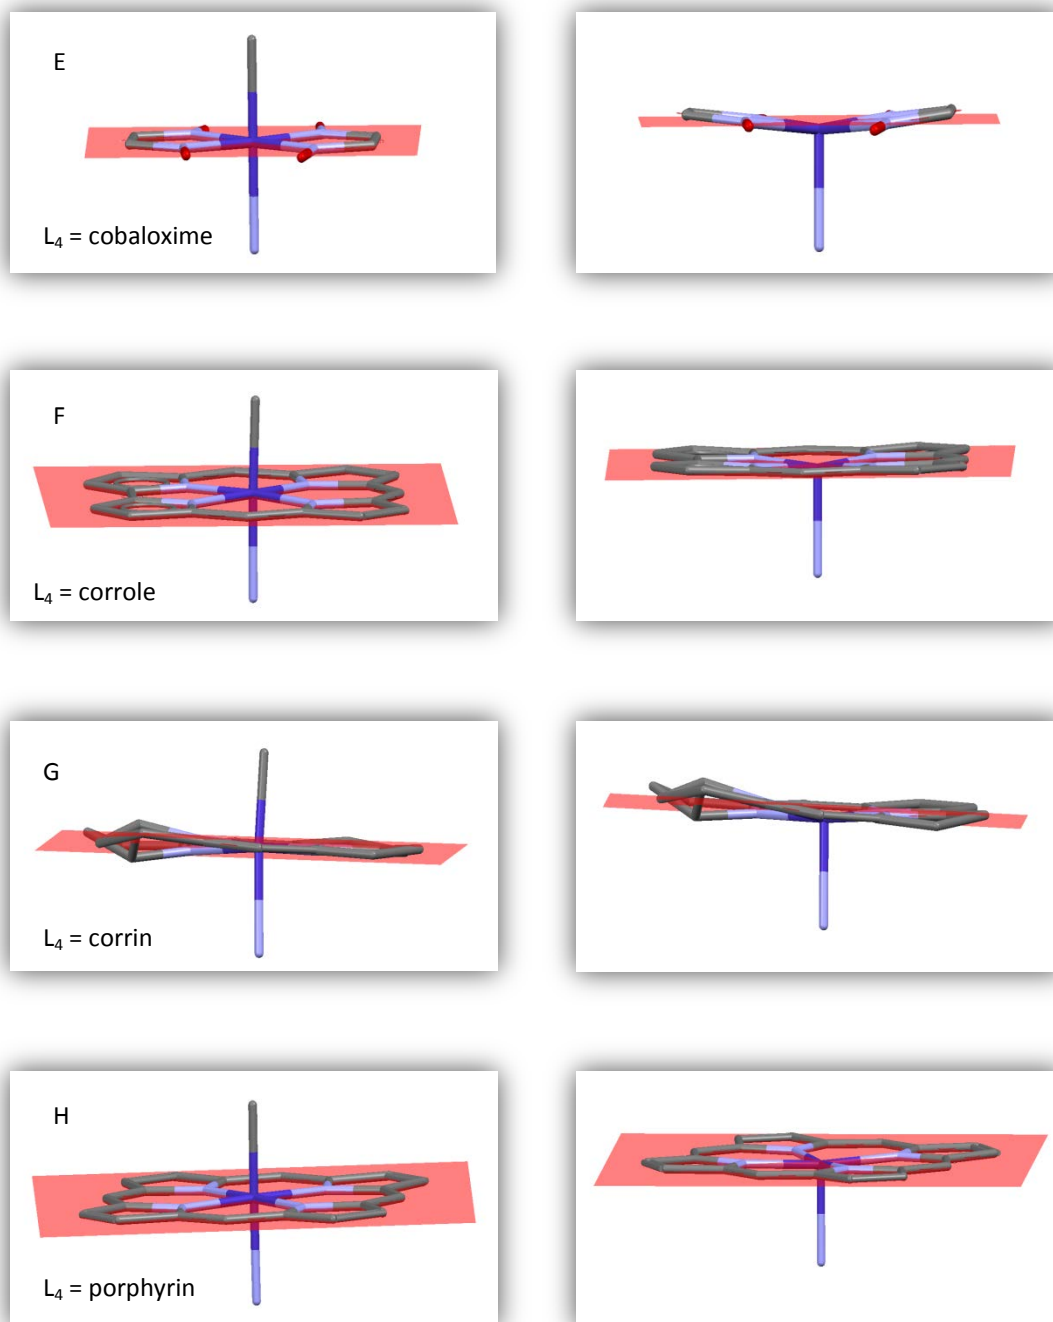 E
L₄ = cobaloxime
F
L₄ = corrole
G
L₄ = corrin
H
L₄ = porphyrin